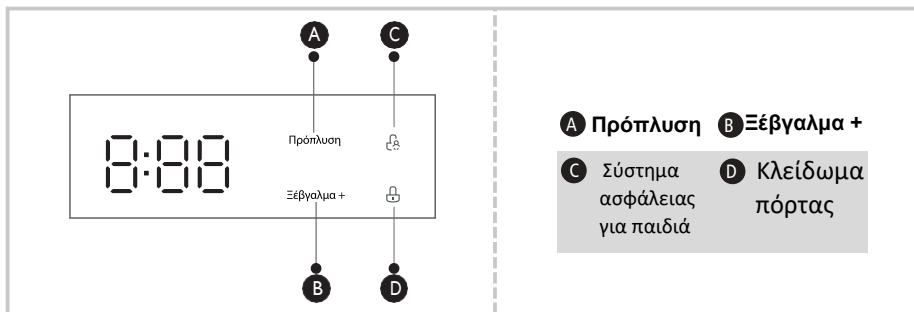 A C
8:88 Πρόπλυση
Ξέβγαλμα +
B D
A Πρόπλυση B Ξέβγαλμα +
C Σύστημα
ασφάλειας
για παιδιά
D Κλείδωμα
πόρτας